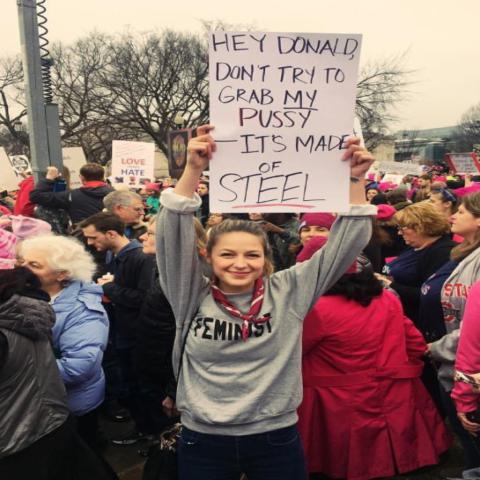 HEY DONALD,
DON'T TRY TO
GRAB MY
PUSSY
—IT'S MADE
OF
STEEL
LOVE
HATE
FEMINIST